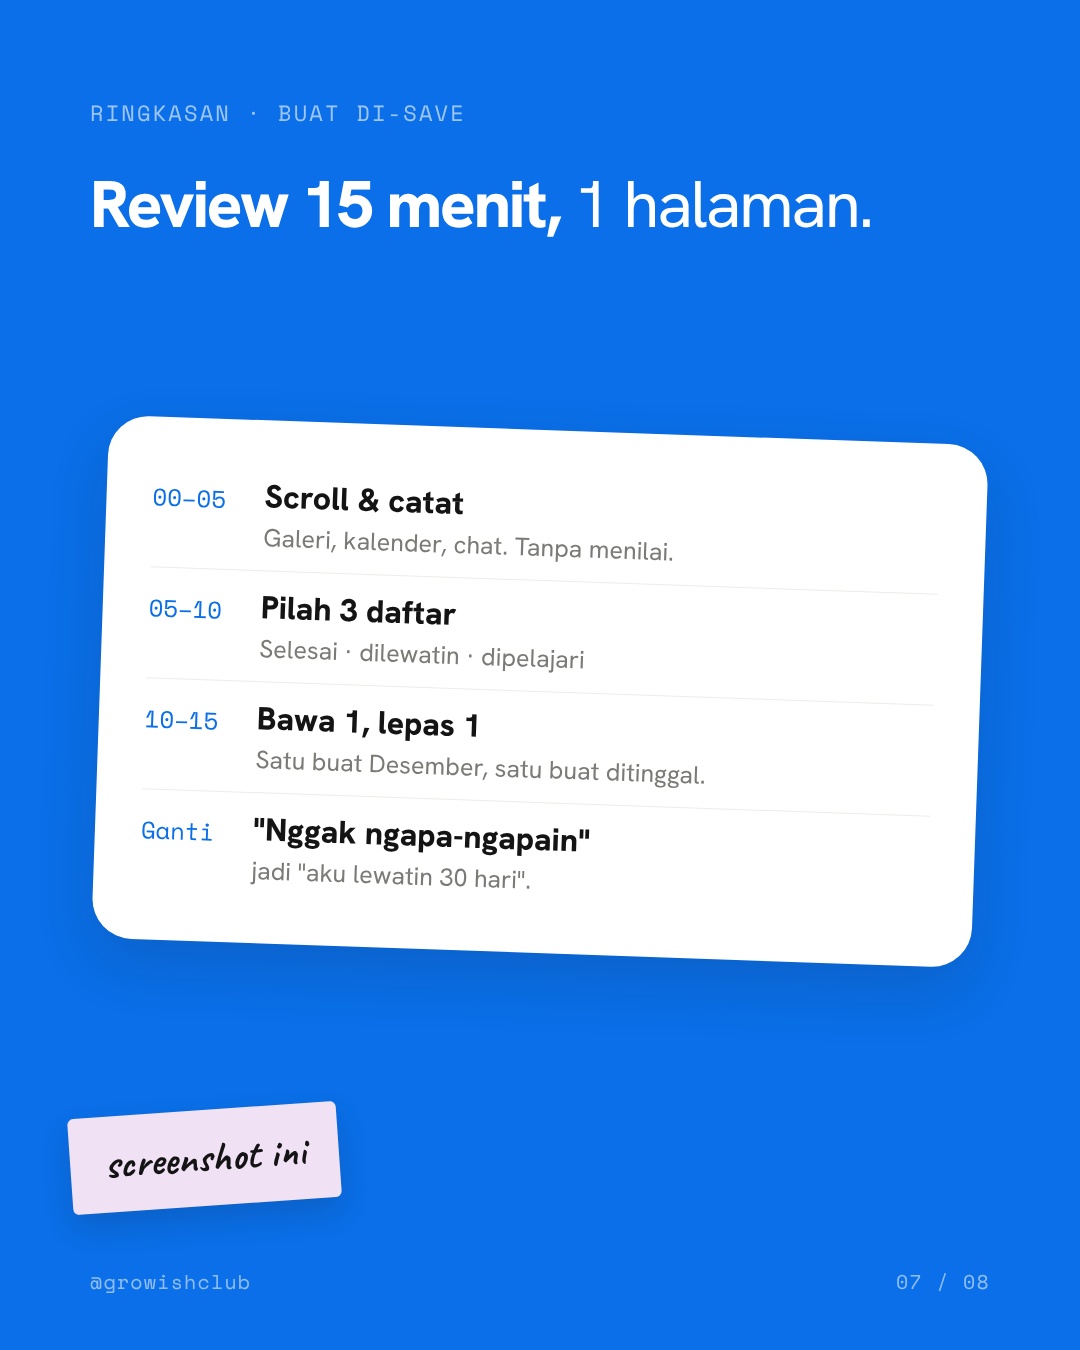 RINGKASAN · BUAT DI-SAVE
Review 15 menit, 1 halaman.
00–05 Scroll & catat
Galeri, kalender, chat. Tanpa menilai.
05–10 Pilah 3 daftar
Selesai · dilewatin · dipelajari
10–15 Bawa 1, lepas 1
Satu buat Desember, satu buat ditinggal.
Ganti "Nggak ngapa-ngapain"
jadi "aku lewatin 30 hari".
screenshot ini
@growishclub 07 / 08